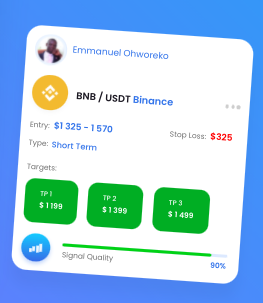 Emmanuel Ohworeko
BNB / USDT Binance
Entry: $1 325 - 1 570
Stop Loss: $325
Type: Short Term
Targets:
TP 1
$ 1 199
TP 2
$ 1 399
TP 3
$ 1 499
Signal Quality
90%